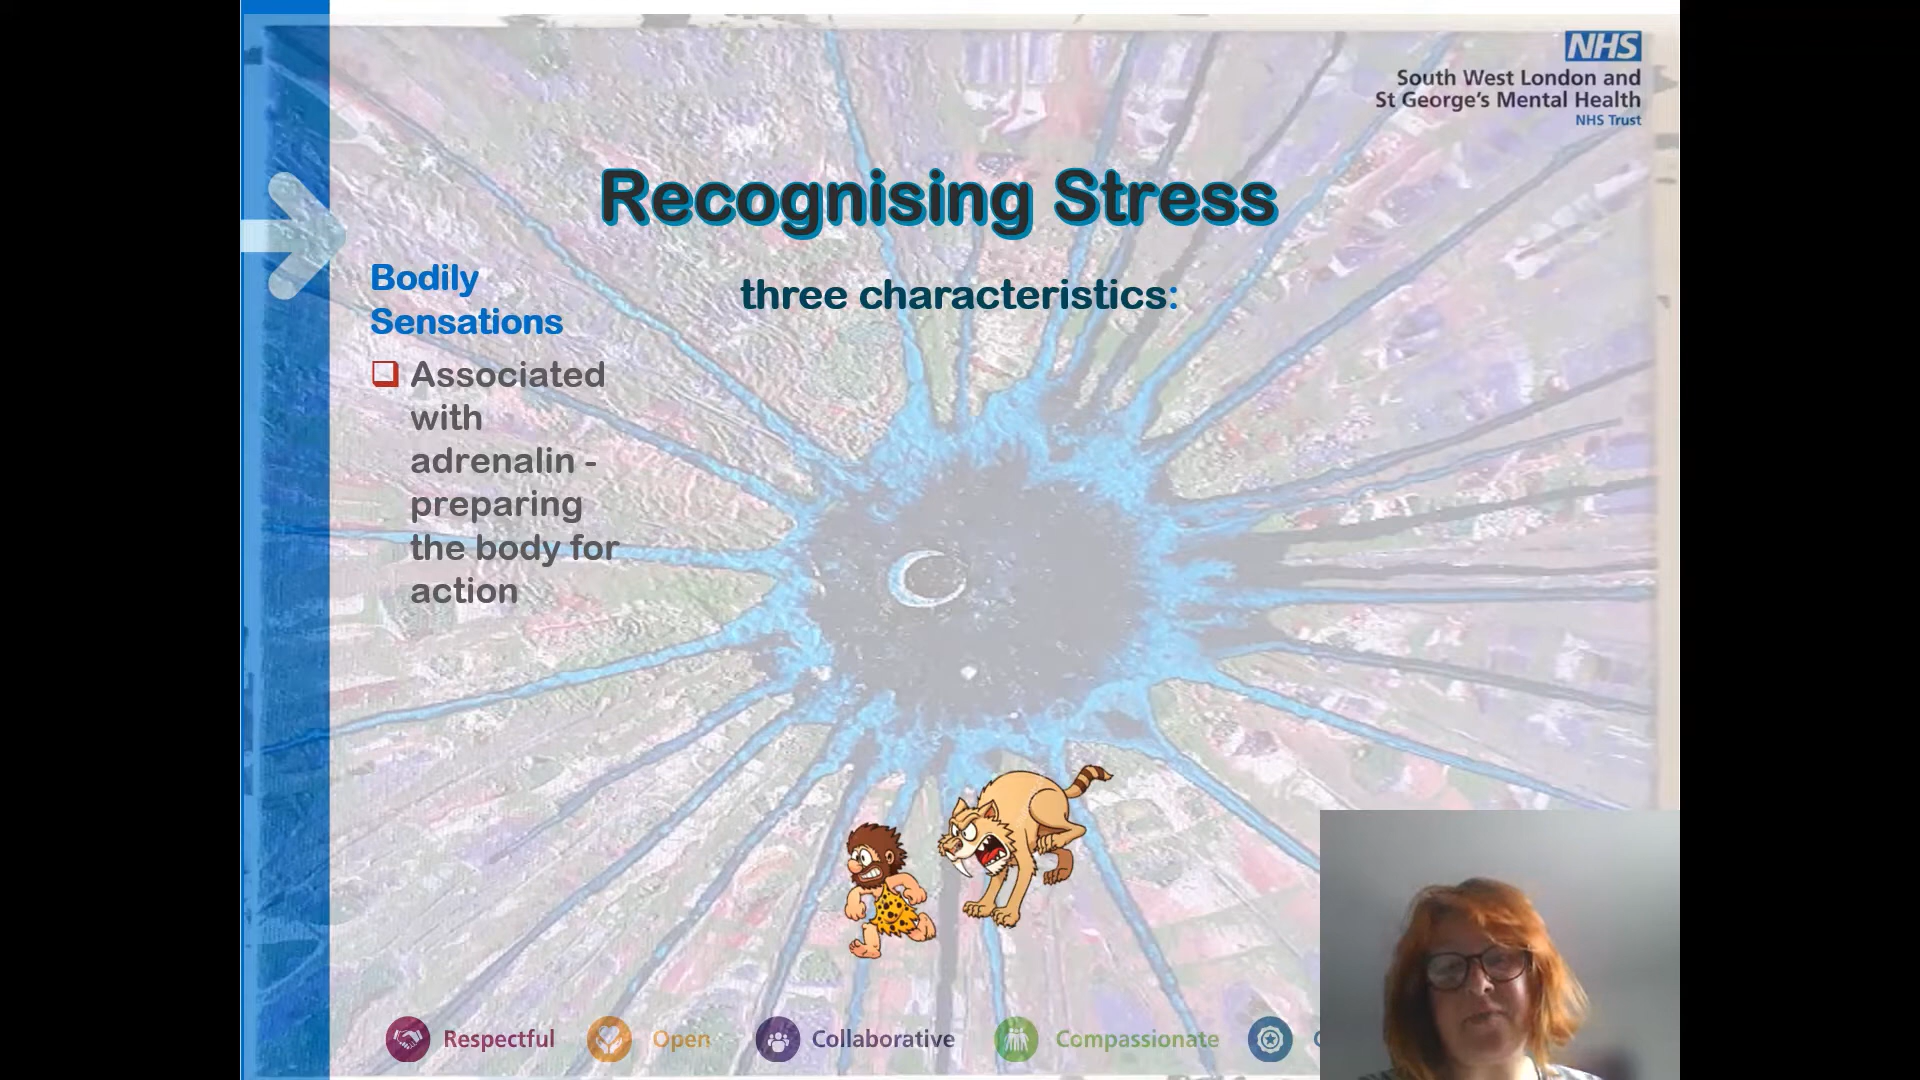 NHS
South West London and
St George's Mental Health
NHS Trust
Recognising Stress
three characteristics:
Bodily
Sensations
Associated
with
adrenalin -
preparing
the body for
action
Respectful Open Collaborative Compassionate